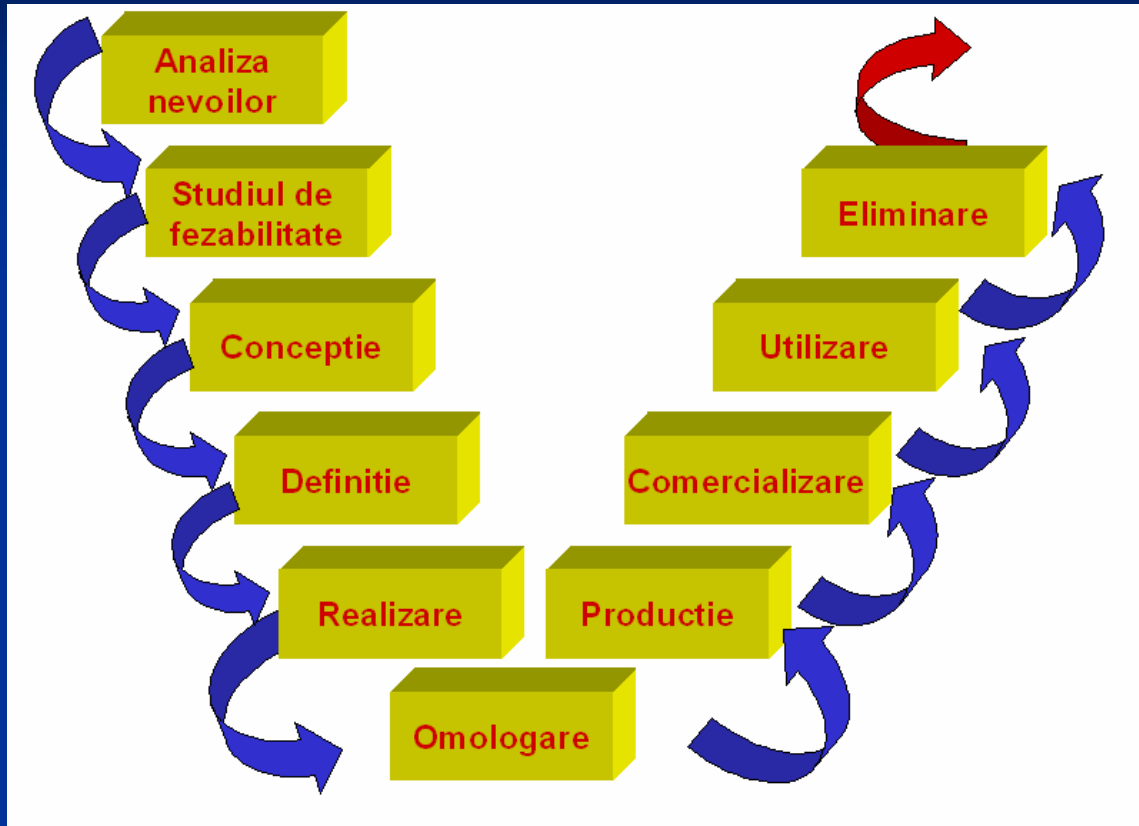 Analiza
nevoilor
Studiul de
fezabilitate
Conceptie
Definitie
Realizare
Omologare
Productie
Comercializare
Utilizare
Eliminare